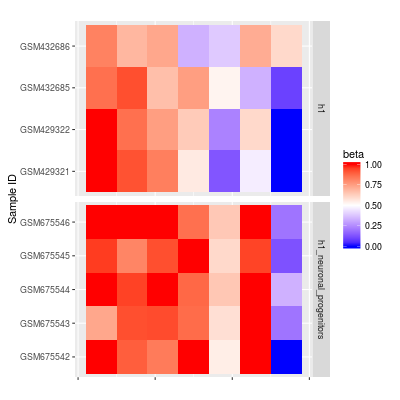 Sample ID
GSM432686
GSM432685
GSM429322
GSM429321
h1
GSM675546
GSM675545
GSM675544
GSM675543
GSM675542
h1_neuronal_progenitors
beta
1.00
0.75
0.50
0.25
0.00